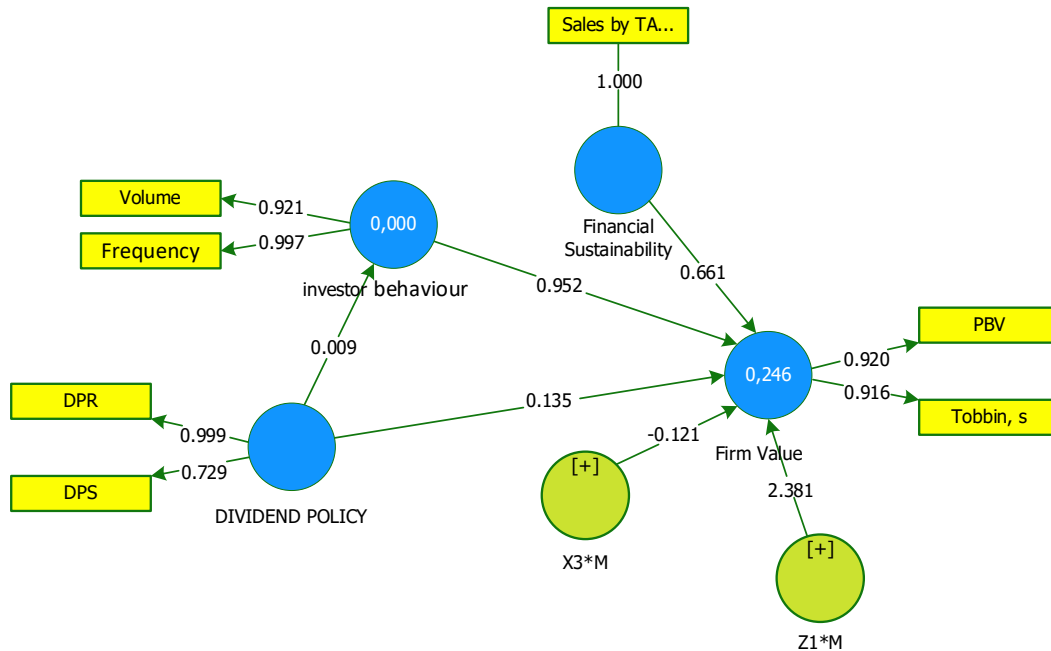 Sales by TA...
1.000
Volume
0.921
0,000
Frequency
0.997
Financial
Sustainability
investor behaviour
0.952
0.661
PBV
0.009
0.920
0,246
DPR
0.135
0.916
Tobbin, s
0.999
-0.121
Firm Value
0.729
[+]
DPS
2.381
DIVIDEND POLICY
[+]
X3*M
Z1*M